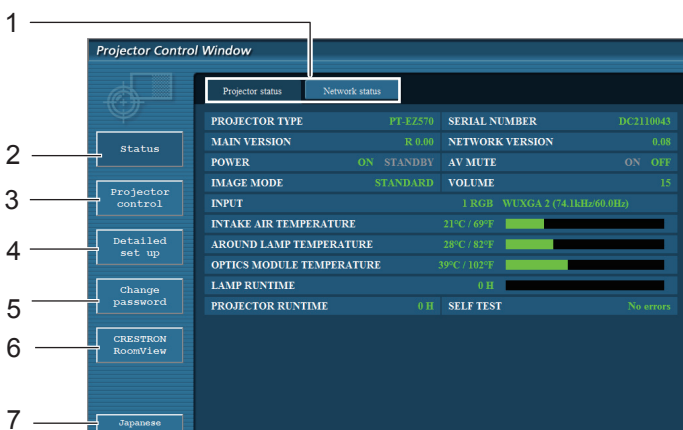 1
Projector Control Window
Projector status Network status
PROJECTOR TYPE PT-EZ570 SERIAL NUMBER DC2110043
2 Status
MAIN VERSION R 0.00 NETWORK VERSION 0.08
POWER ON STANDBY AV MUTE ON OFF
IMAGE MODE STANDARD VOLUME 15
3 Projector
control
INPUT 1 RGB WUXGA 2 (74.1kHz/60.0Hz)
INTAKE AIR TEMPERATURE 21°C / 69°F
4 Detailed
set up
AROUND LAMP TEMPERATURE 28°C / 82°F
OPTICS MODULE TEMPERATURE 39°C / 102°F
LAMP RUNTIME 0 H
5 Change
password
PROJECTOR RUNTIME 0 H SELF TEST No errors
6 CRESTRON
RoomView
7 Japanese